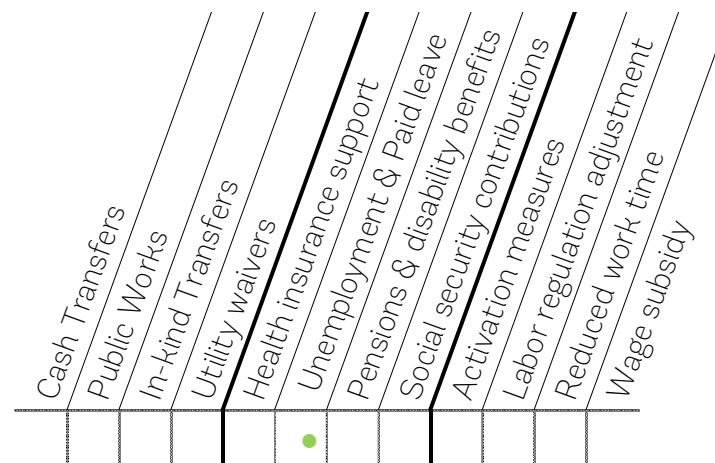 Cash Transfers
Public Works
In-kind Transfers
Utility waivers
Health insurance support
Unemployment & Paid leave
Pensions & disability benefits
Social security contributions
Activation measures
Labor regulation adjustment
Reduced work time
Wage subsidy